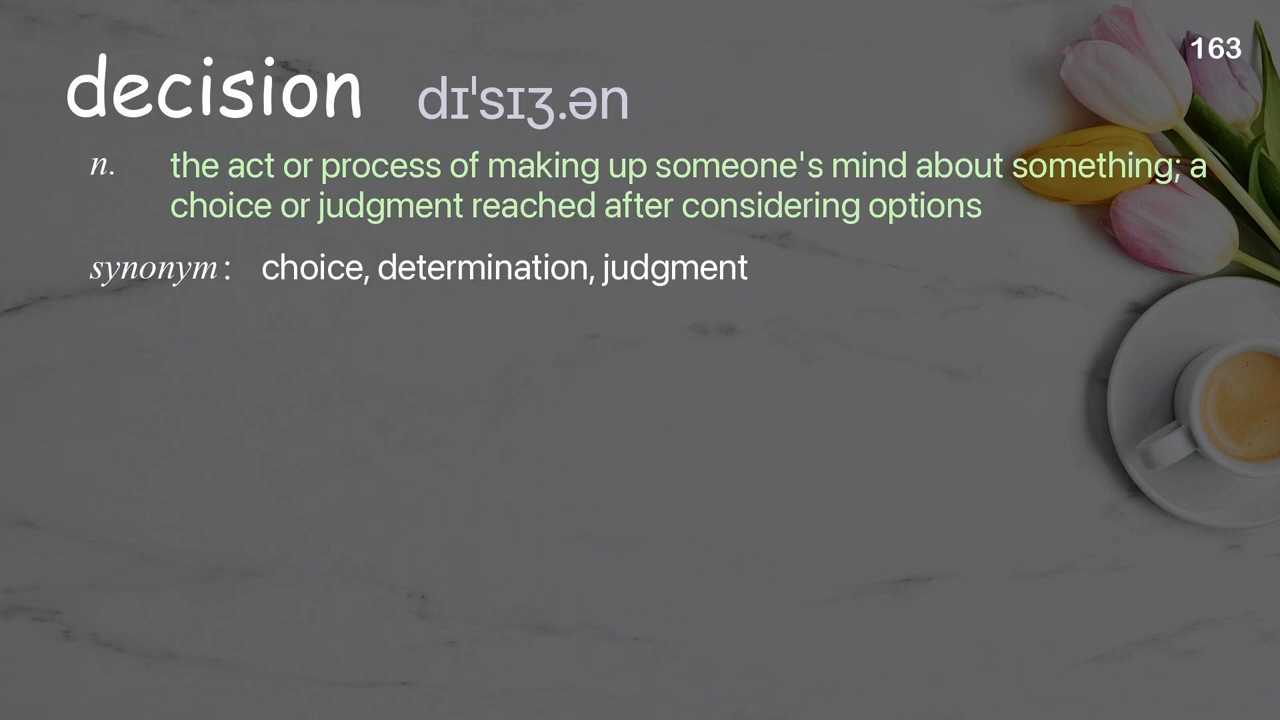 163
decision dɪˈsɪʒ.ən
n. the act or process of making up someone's mind about something; a
choice or judgment reached after considering options
synonym: choice, determination, judgment